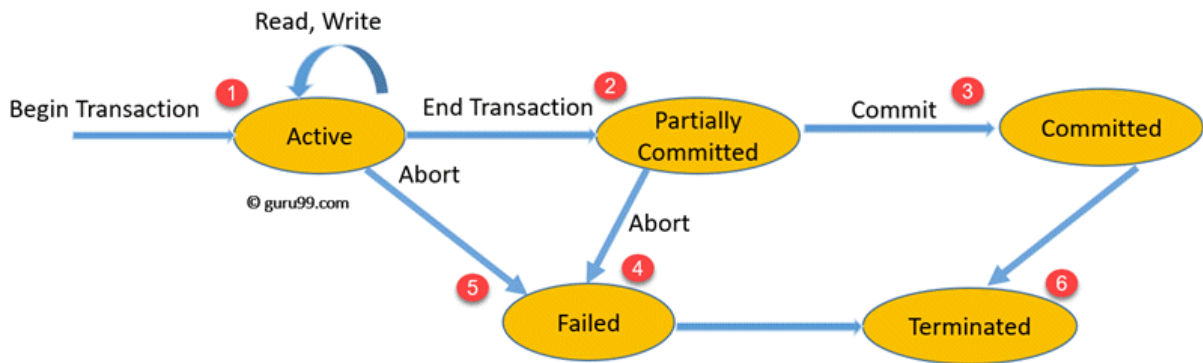 Read, Write
1
2
3
Begin Transaction
End Transaction
Commit
Active
Partially
Committed
Committed
Abort
© guru99.com
Abort
5
4
6
Failed
Terminated